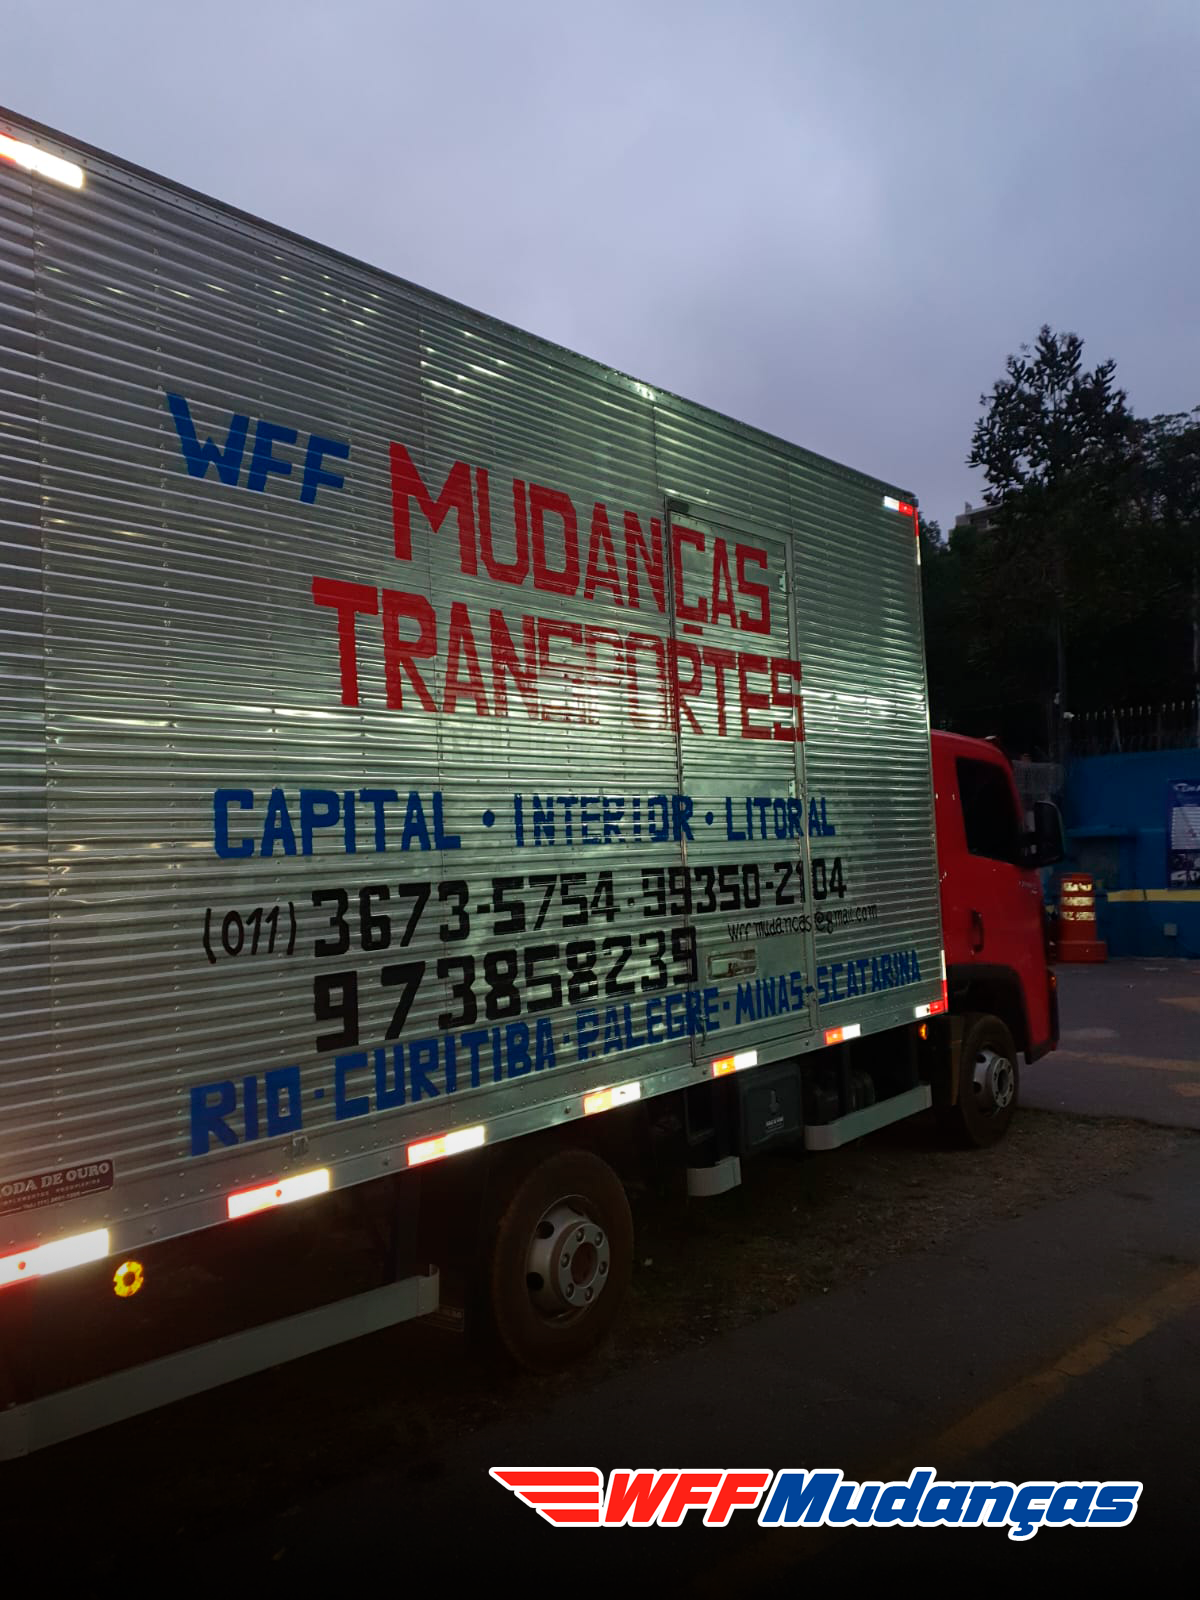 WFF MUDANÇAS
TRANSPORTES
CAPITAL · INTERIOR · LITORAL
(011) 3673-5754 · 99350-2104
wff mudancas@gmail.com
973858239
RIO · CURITIBA · P.ALEGRE · MINAS - S.CATARINA
RODA DE OURO
WFF Mudanças